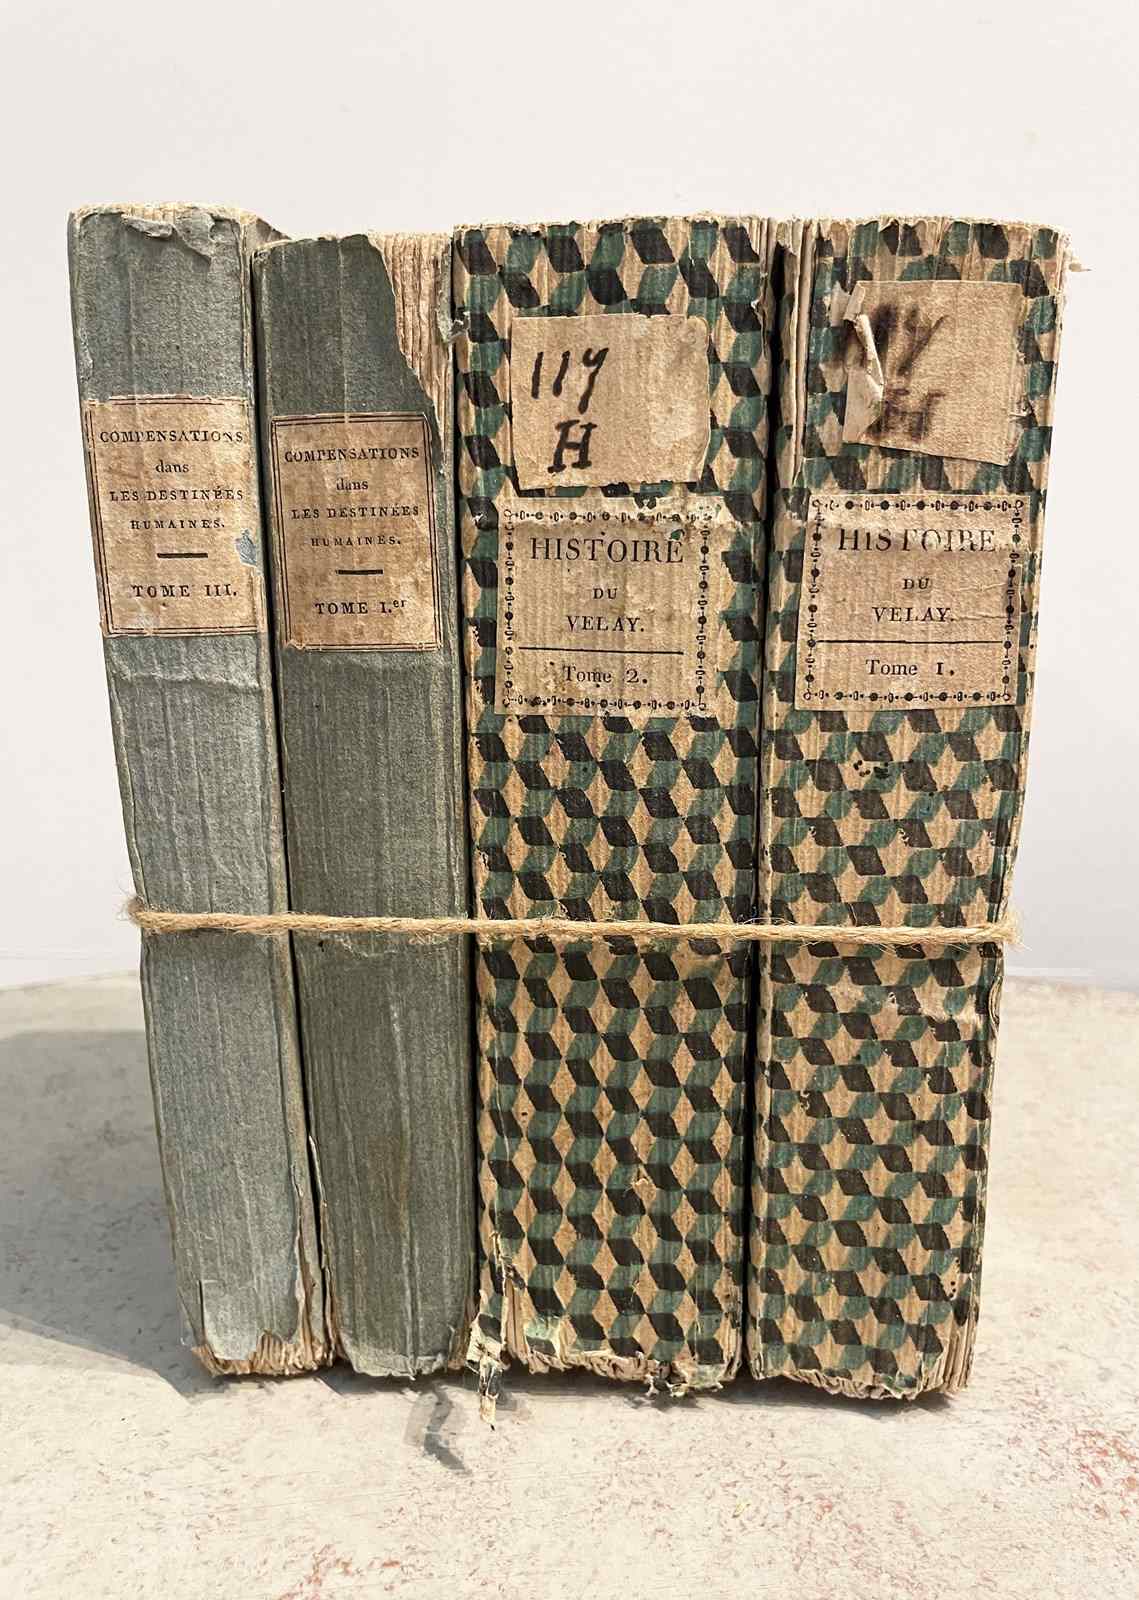 COMPENSATIONS
dans
LES DESTINÉES
HUMAINES.
TOME III.
COMPENSATIONS
dans
LES DESTINÉES
HUMAINES.
TOME I.er
117
H
HISTOIRE
DU
VELAY.
Tome 2.
H
HISTOIRE
DU
VELAY.
Tome 1.